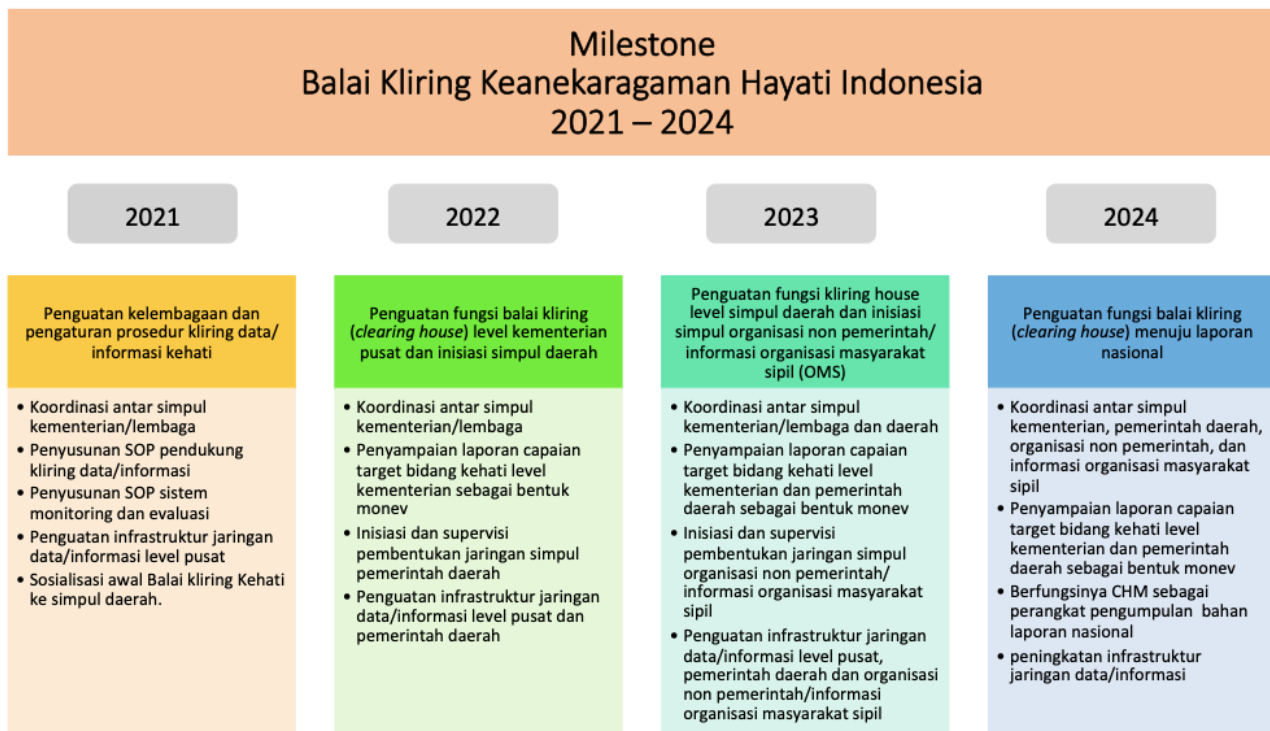 Milestone
Balai Kliring Keanekaragaman Hayati Indonesia
2021 – 2024
2021
2022
2023
2024
Penguatan kelembagaan dan
pengaturan prosedur kliring data/
informasi kehati
• Koordinasi antar simpul
kementerian/lembaga
• Penyusunan SOP pendukung
kliring data/informasi
• Penyusunan SOP sistem
monitoring dan evaluasi
• Penguatan infrastruktur jaringan
data/informasi level pusat
• Sosialisasi awal Balai kliring Kehati
ke simpul daerah.
Penguatan fungsi balai kliring
(clearing house) level kementerian
pusat dan inisiasi simpul daerah
• Koordinasi antar simpul
kementerian/lembaga
• Penyampaian laporan capaian
target bidang kehati level
kementerian sebagai bentuk
monev
• Inisiasi dan supervisi
pembentukan jaringan simpul
pemerintah daerah
• Penguatan infrastruktur jaringan
data/informasi level pusat dan
pemerintah daerah
Penguatan fungsi kliring house
level simpul daerah dan inisiasi
simpul organisasi non pemerintah/
informasi organisasi masyarakat
sipil (OMS)
• Koordinasi antar simpul
kementerian/lembaga dan daerah
• Penyampaian laporan capaian
target bidang kehati level
kementerian dan pemerintah
daerah sebagai bentuk monev
• Inisiasi dan supervisi
pembentukan jaringan simpul
organisasi non pemerintah/
informasi organisasi masyarakat
sipil
• Penguatan infrastruktur jaringan
data/informasi level pusat,
pemerintah daerah dan organisasi
non pemerintah/informasi
organisasi masyarakat sipil
Penguatan fungsi balai kliring
(clearing house) menuju laporan
nasional
• Koordinasi antar simpul
kementerian, pemerintah daerah,
organisasi non pemerintah, dan
informasi organisasi masyarakat
sipil
• Penyampaian laporan capaian
target bidang kehati level
kementerian dan pemerintah
daerah sebagai bentuk monev
• Berfungsinya CHM sebagai
perangkat pengumpulan bahan
laporan nasional
• peningkatan infrastruktur
jaringan data/informasi